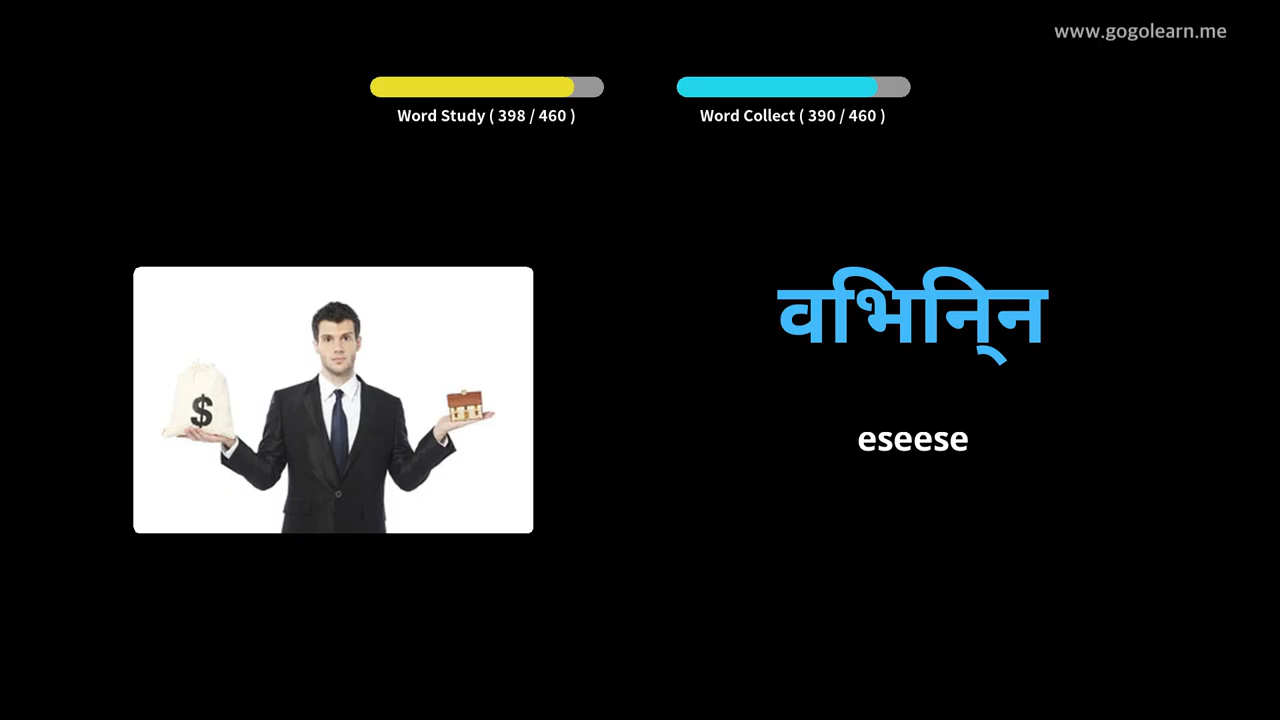 www.gogolearn.me
Word Study ( 398 / 460 )
Word Collect ( 390 / 460 )
वभिनि्न
eseese
$